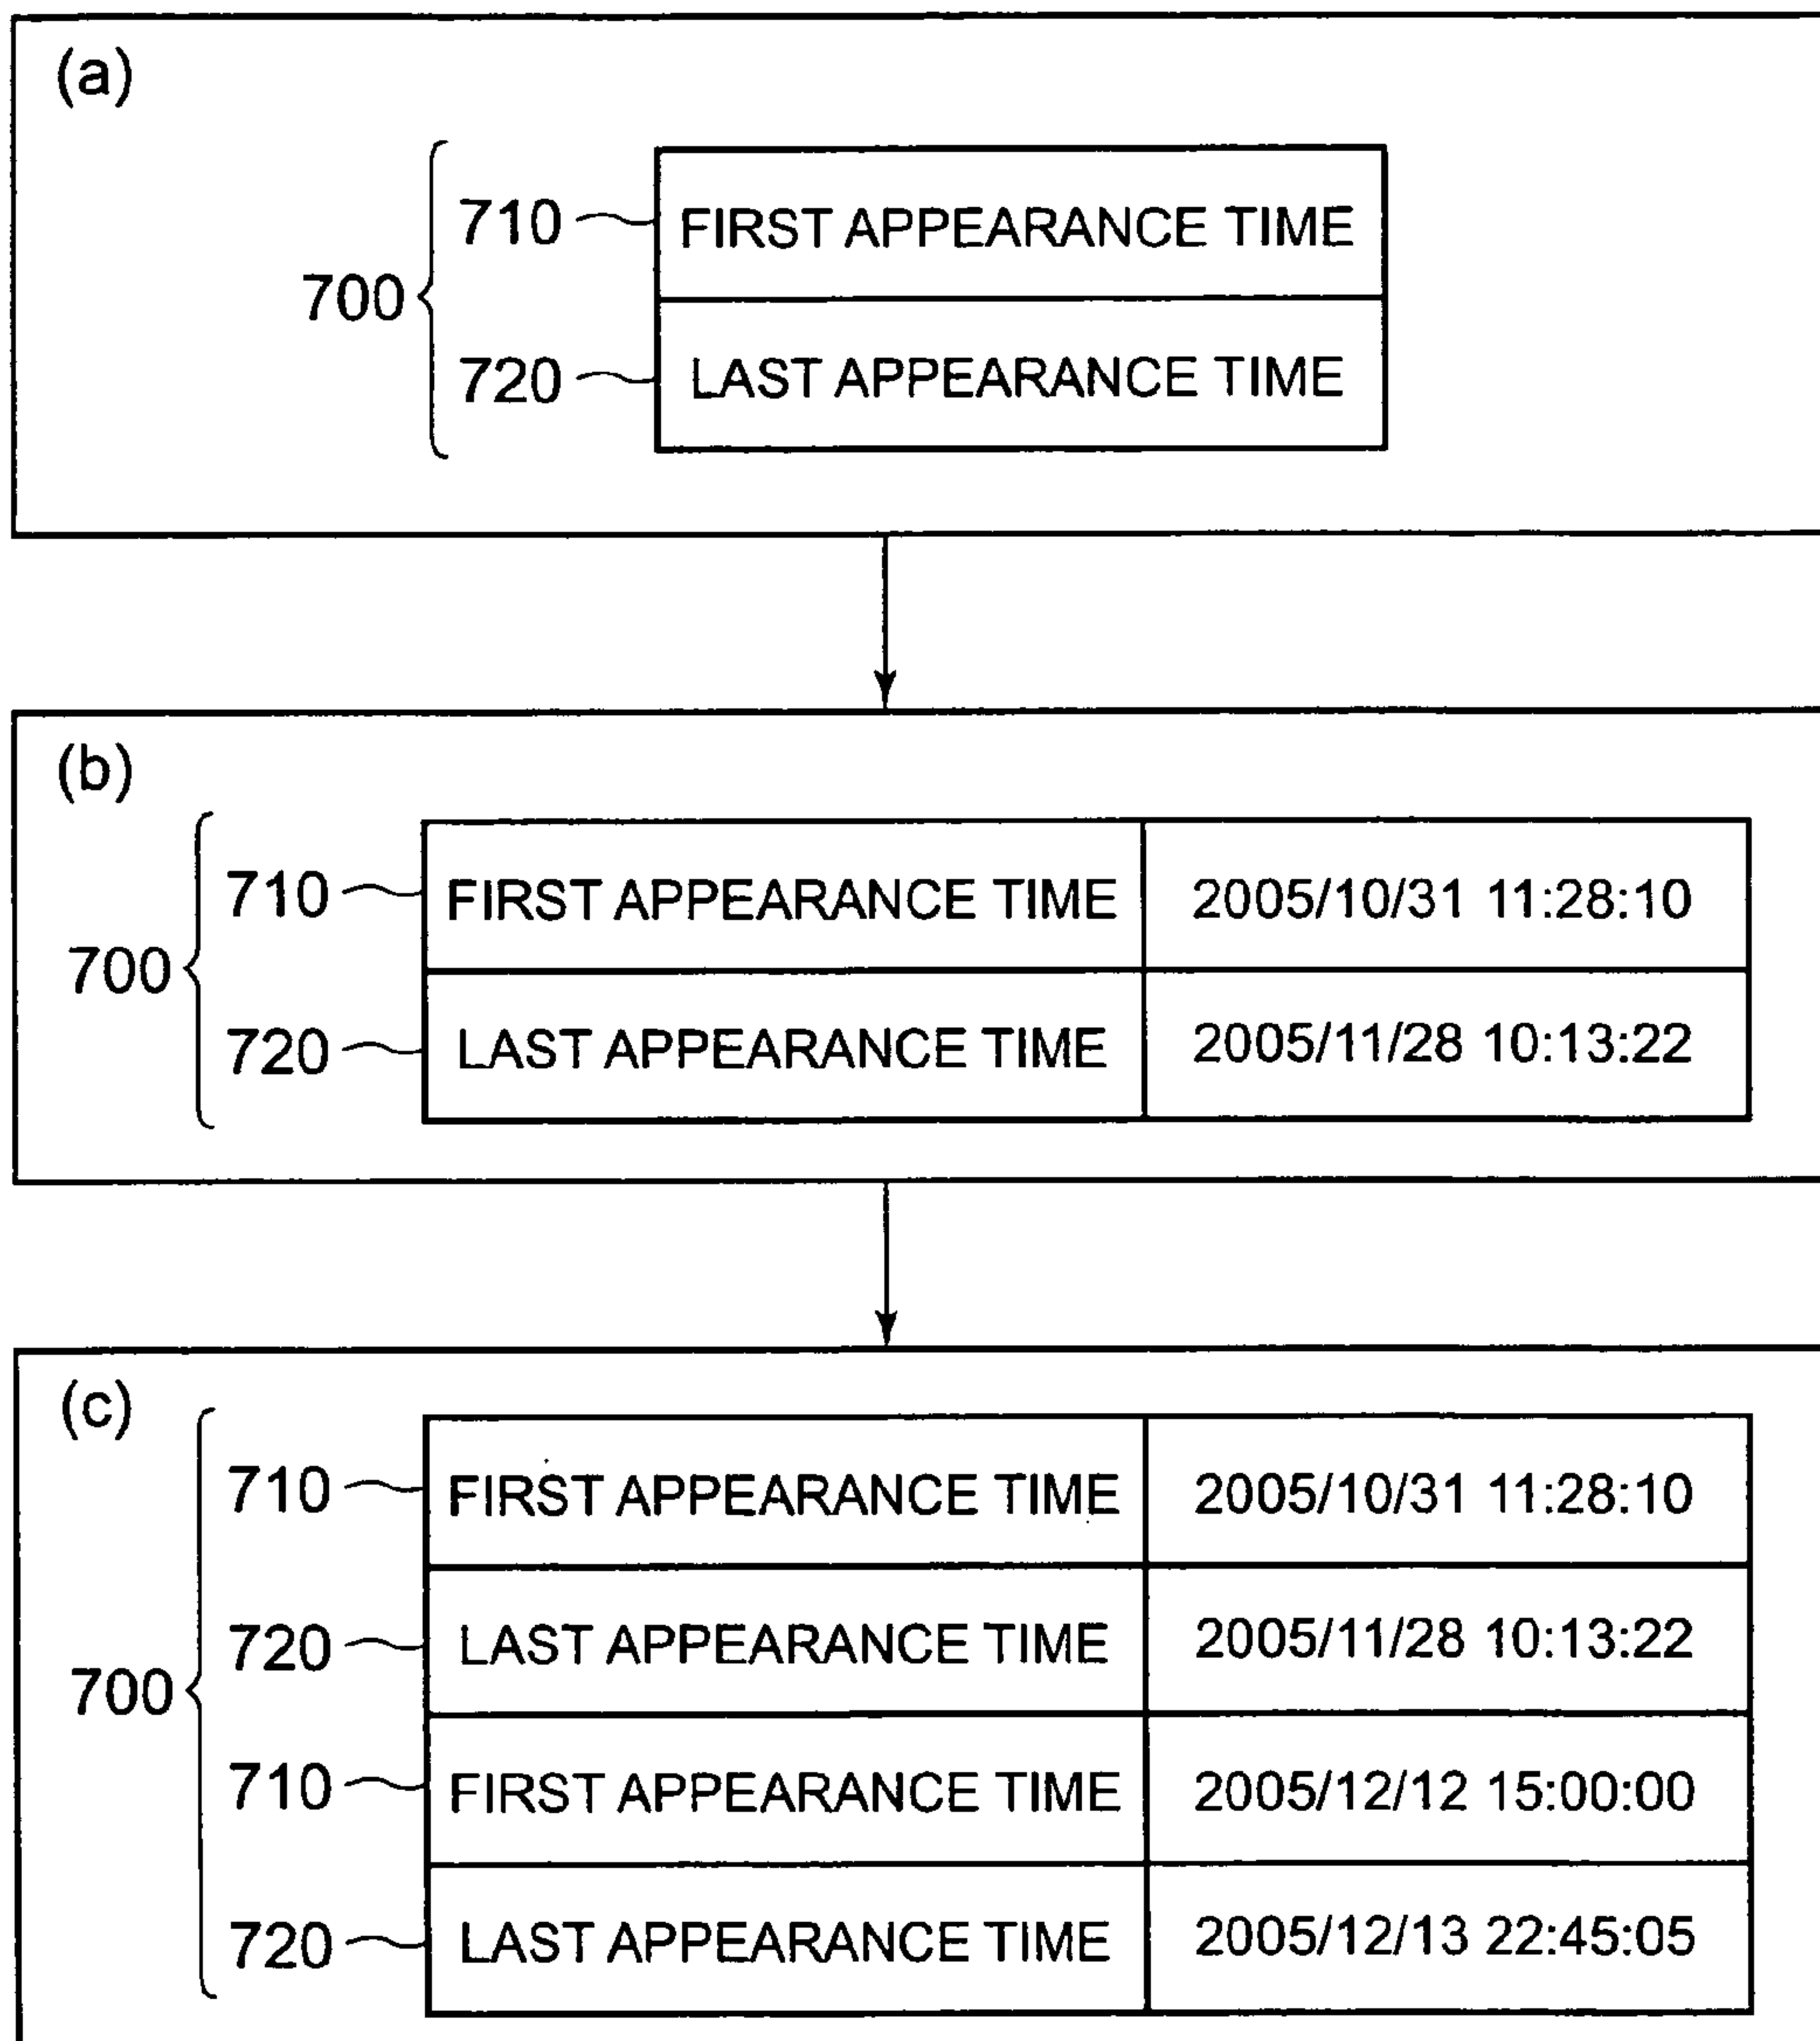 (a)
710 FIRST APPEARANCE TIME
700
720 LAST APPEARANCE TIME
(b)
710 FIRST APPEARANCE TIME 2005/10/31 11:28:10
700
720 LAST APPEARANCE TIME 2005/11/28 10:13:22
(c)
710 FIRST APPEARANCE TIME 2005/10/31 11:28:10
720 LAST APPEARANCE TIME 2005/11/28 10:13:22
700
710 FIRST APPEARANCE TIME 2005/12/12 15:00:00
720 LAST APPEARANCE TIME 2005/12/13 22:45:05